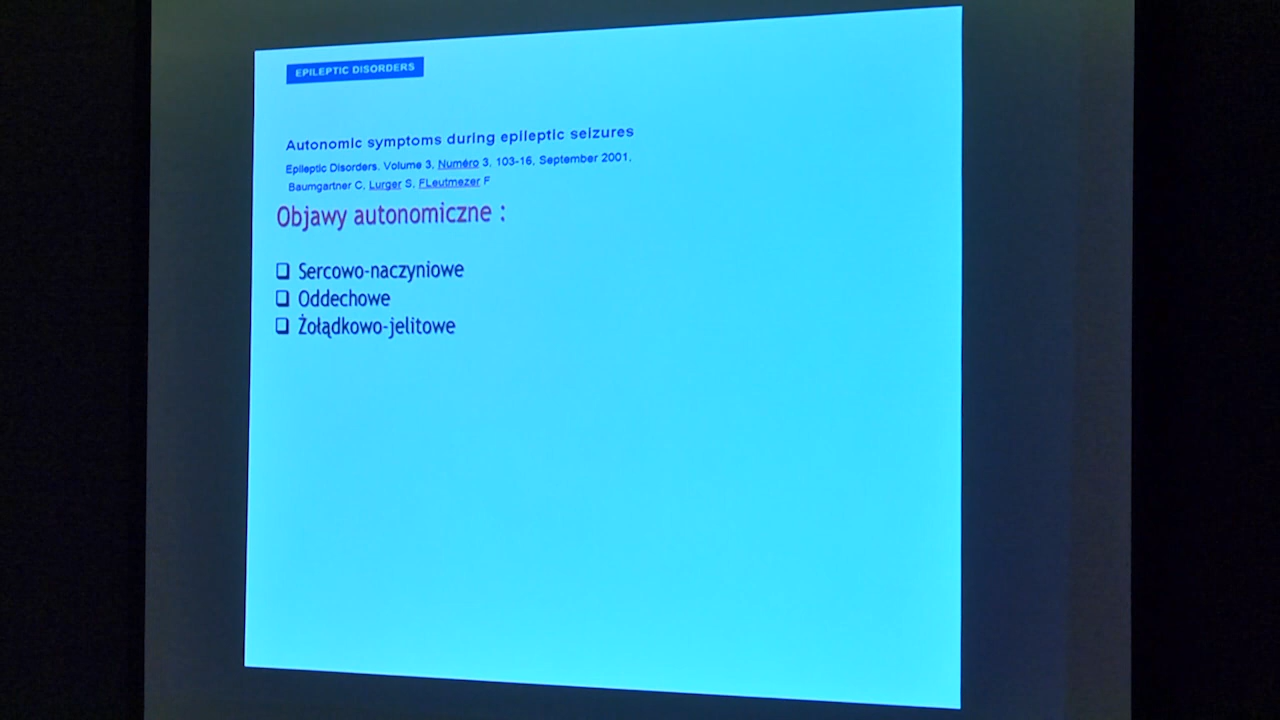 EPILEPTIC DISORDERS
Autonomic symptoms during epileptic seizures
Epileptic Disorders. Volume 3, Numéro 3, 103-16, September 2001,
Baumgartner C, Lurger S, FLeutmezer F
Objawy autonomiczne :
❑ Sercowo-naczyniowe
❑ Oddechowe
❑ Żołądkowo-jelitowe